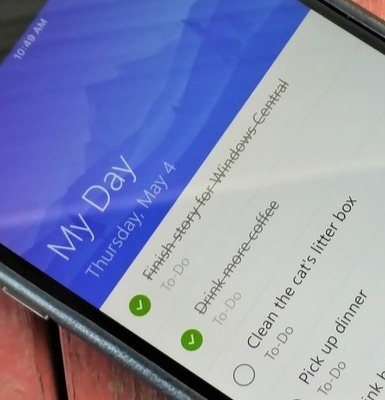 10:49 AM
My Day
Thursday, May 4
Finish story for Windows Central
To-Do
Drink more coffee
To-Do
Clean the cat's litter box
To-Do
Pick up dinner
To-Do